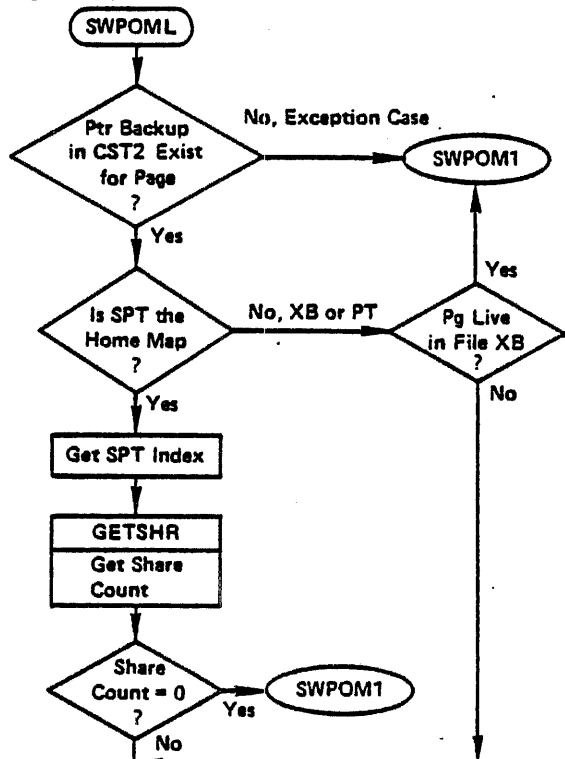 SWPOML
Ptr Backup
in CST2 Exist
for Page
?
No, Exception Case
SWPOM1
Yes
Is SPT the
Home Map
?
No, XB or PT
Yes
Pg Live
in File XB
?
Yes
No
Get SPT Index
GETSHR
Get Share
Count
Share
Count = 0
?
Yes
SWPOM1
No